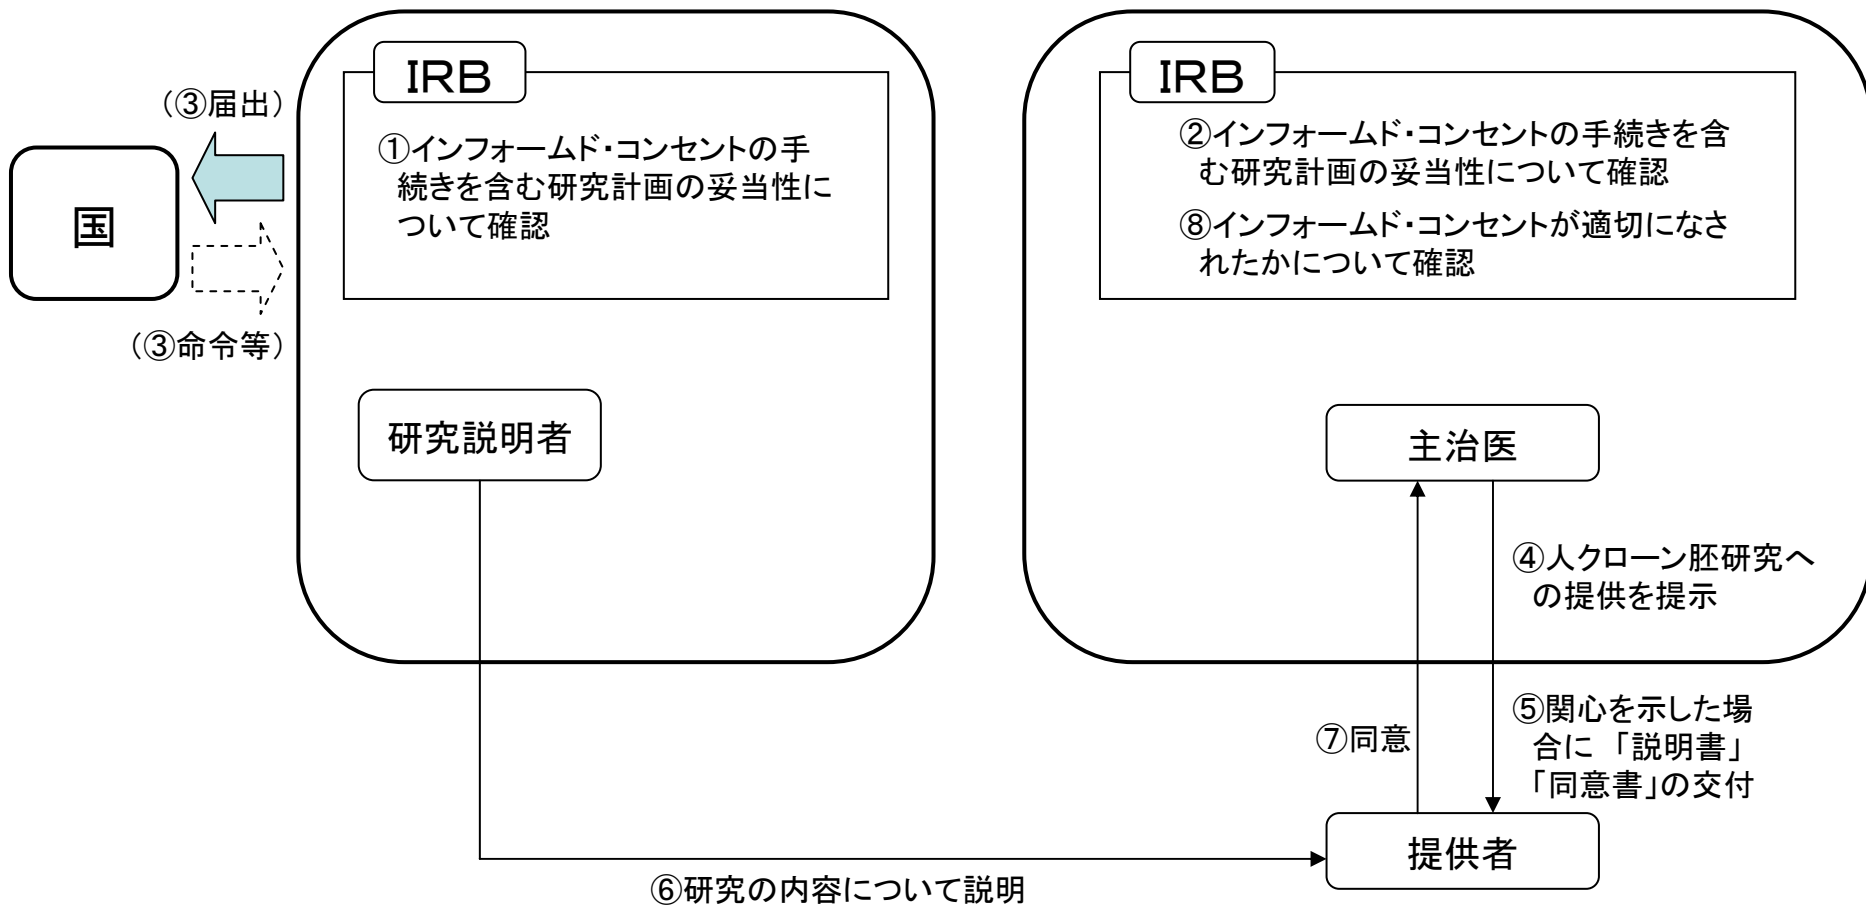 IRB
①インフォームド・コンセントの手
続きを含む研究計画の妥当性に
ついて確認
(③届出)
国
(③命令等)
研究説明者
IRB
②インフォームド・コンセントの手続きを含
む研究計画の妥当性について確認
⑧インフォームド・コンセントが適切になさ
れたかについて確認
主治医
④人クローン胚研究へ
の提供を提示
⑤関心を示した場
合に「説明書」
「同意書」の交付
⑦同意
提供者
⑥研究の内容について説明